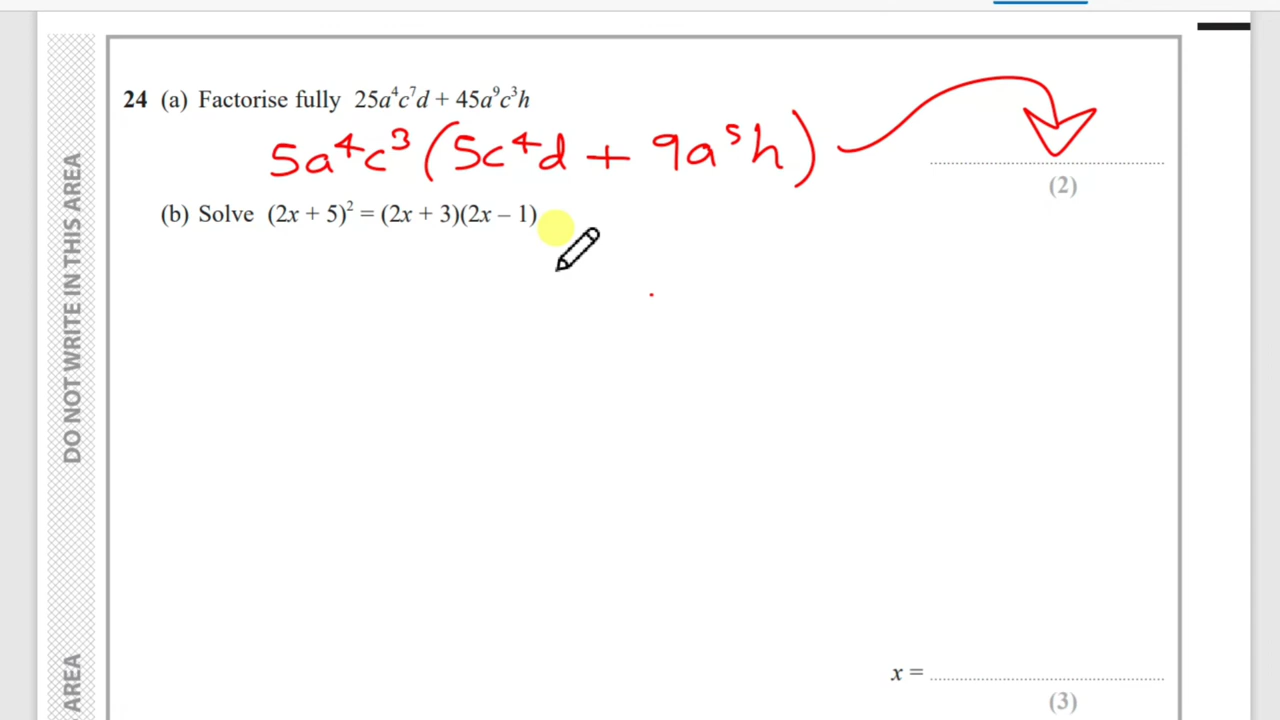 24 (a) Factorise fully 25a⁴c⁷d + 45a⁹c³h
5a⁴c³(5c⁴d + 9a⁵h)
(2)
(b) Solve (2x + 5)² = (2x + 3)(2x – 1)
x =
(3)
DO NOT WRITE IN THIS AREA
AREA